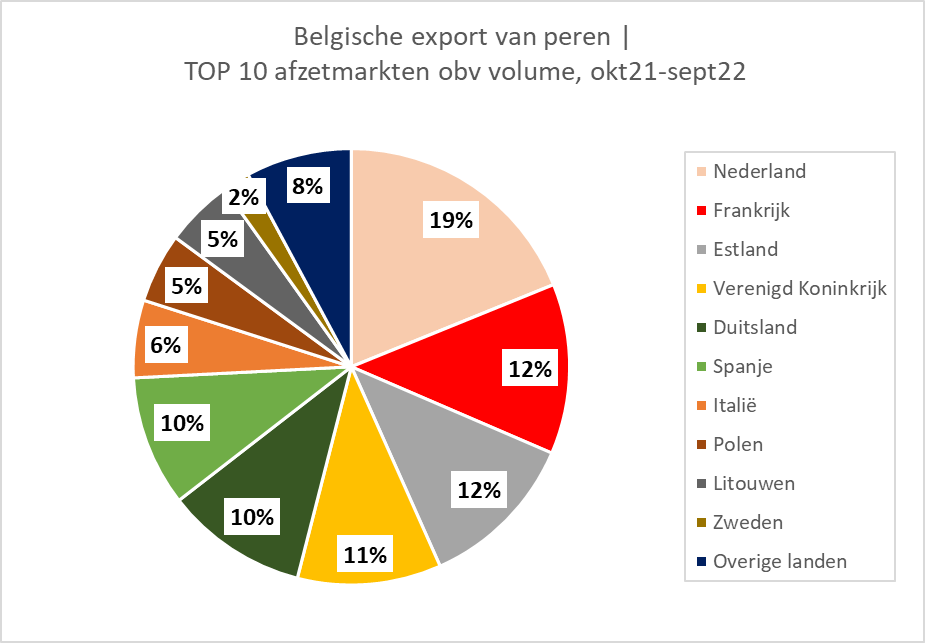 Belgische export van peren |
TOP 10 afzetmarkten obv volume, okt21-sept22
19%
12%
12%
11%
10%
10%
6%
5%
5%
2%
8%
Nederland
Frankrijk
Estland
Verenigd Koninkrijk
Duitsland
Spanje
Italië
Polen
Litouwen
Zweden
Overige landen